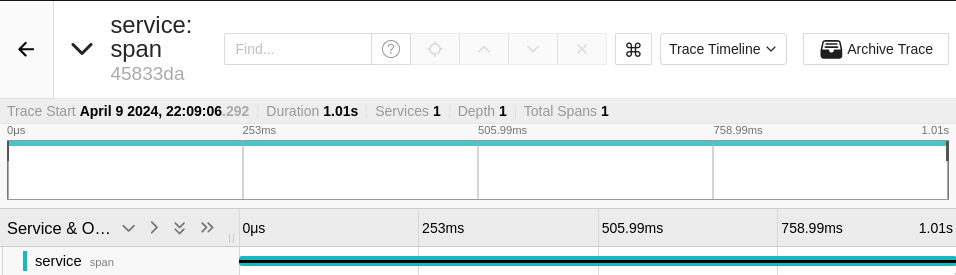 service:
span
45833da
Find...
?
⌘
Trace Timeline
Archive Trace
Trace Start April 9 2024, 22:09:06.292 Duration 1.01s Services 1 Depth 1 Total Spans 1
0μs 253ms 505.99ms 758.99ms 1.01s
Service & O… 0μs 253ms 505.99ms 758.99ms 1.01s
service span